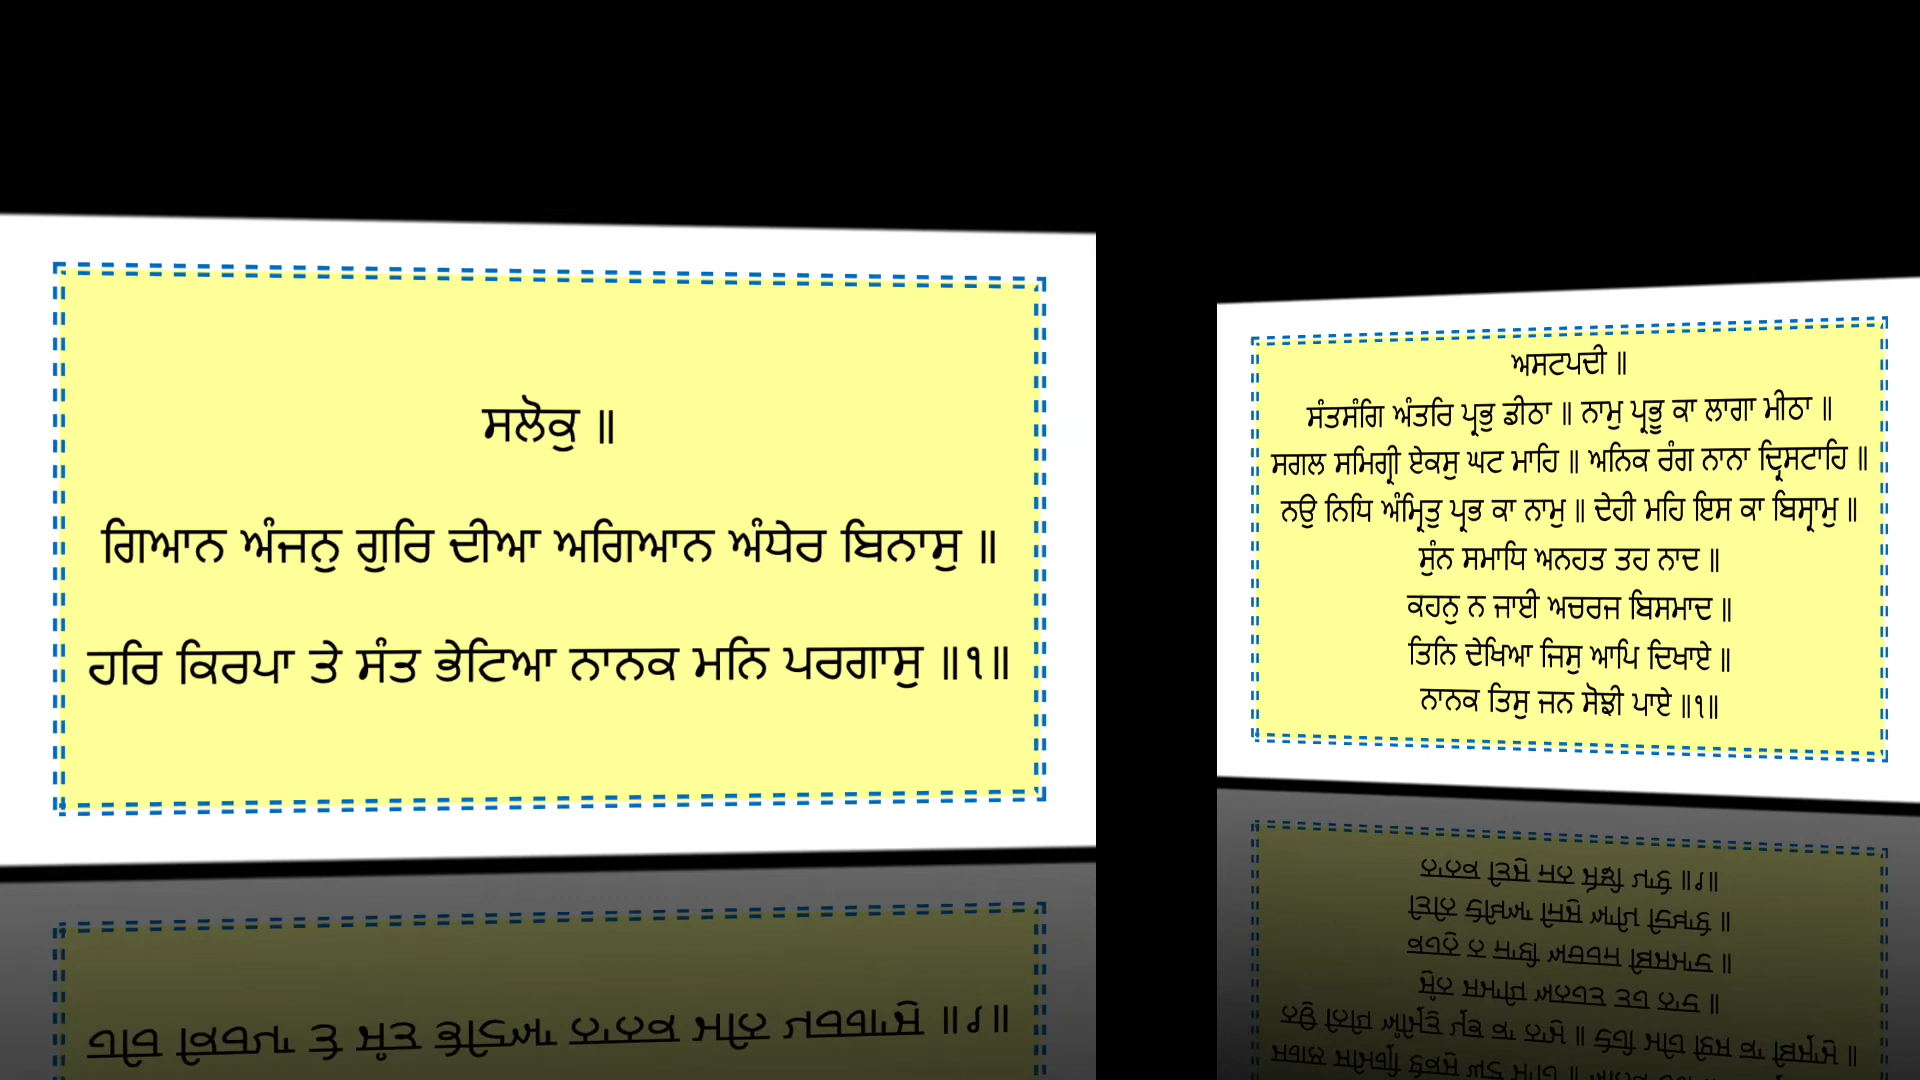 ਸਲੋਕੁ ॥
ਗਿਆਨ ਅੰਜਨੁ ਗੁਰਿ ਦੀਆ ਅਗਿਆਨ ਅੰਧੇਰ ਬਿਨਾਸੁ ॥
ਹਰਿ ਕਿਰਪਾ ਤੇ ਸੰਤ ਭੇਟਿਆ ਨਾਨਕ ਮਨਿ ਪਰਗਾਸੁ ॥੧॥
ਅਸਟਪਦੀ ॥
ਸੰਤਸੰਗਿ ਅੰਤਰਿ ਪ੍ਰਭੁ ਡੀਠਾ ॥ ਨਾਮੁ ਪ੍ਰਭੂ ਕਾ ਲਾਗਾ ਮੀਠਾ ॥
ਸਗਲ ਸਮਿਗ੍ਰੀ ਏਕਸੁ ਘਟ ਮਾਹਿ ॥ ਅਨਿਕ ਰੰਗ ਨਾਨਾ ਦ੍ਰਿਸਟਾਹਿ ॥
ਨਉ ਨਿਧਿ ਅੰਮ੍ਰਿਤੁ ਪ੍ਰਭ ਕਾ ਨਾਮੁ ॥ ਦੇਹੀ ਮਹਿ ਇਸ ਕਾ ਬਿਸ੍ਰਾਮੁ ॥
ਸੁੰਨ ਸਮਾਧਿ ਅਨਹਤ ਤਹ ਨਾਦ ॥
ਕਹਨੁ ਨ ਜਾਈ ਅਚਰਜ ਬਿਸਮਾਦ ॥
ਤਿਨਿ ਦੇਖਿਆ ਜਿਸੁ ਆਪਿ ਦਿਖਾਏ ॥
ਨਾਨਕ ਤਿਸੁ ਜਨ ਸੋਝੀ ਪਾਏ ॥੧॥